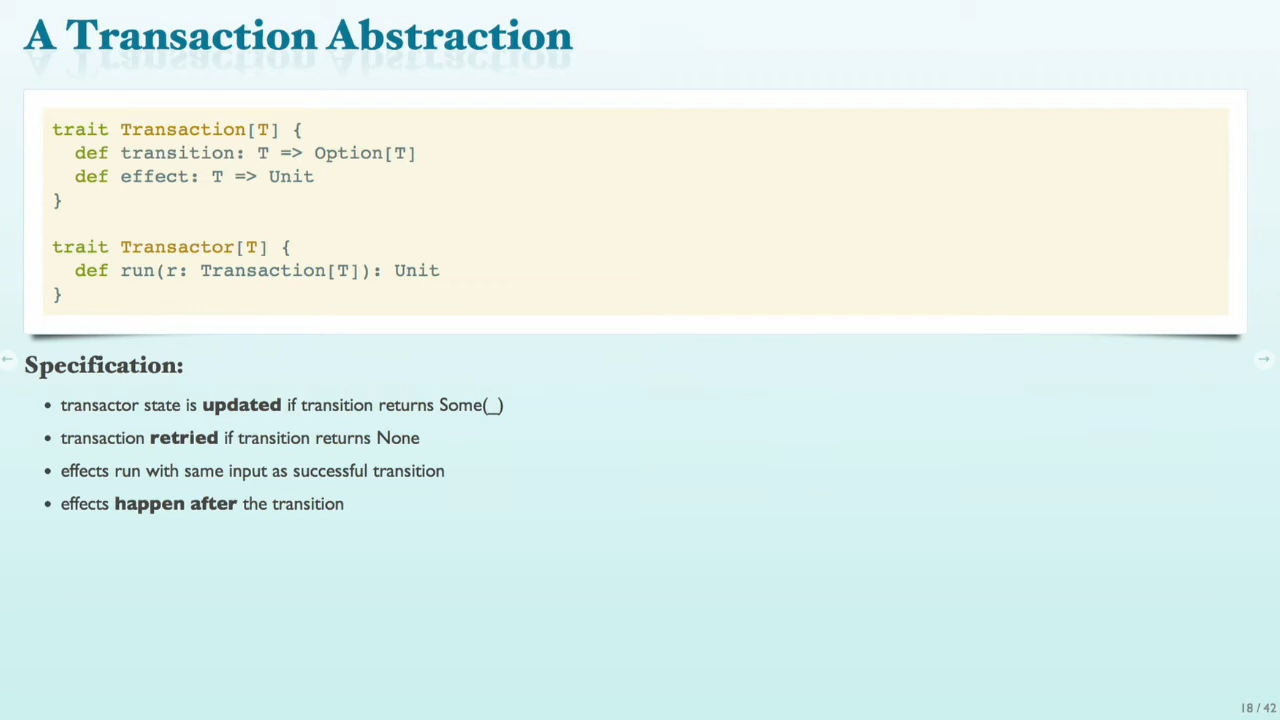 A Transaction Abstraction
trait Transaction[T] {
  def transition: T => Option[T]
  def effect: T => Unit
}
trait Transactor[T] {
  def run(r: Transaction[T]): Unit
}
←
→
Specification:
• transactor state is updated if transition returns Some(_)
• transaction retried if transition returns None
• effects run with same input as successful transition
• effects happen after the transition
18 / 42